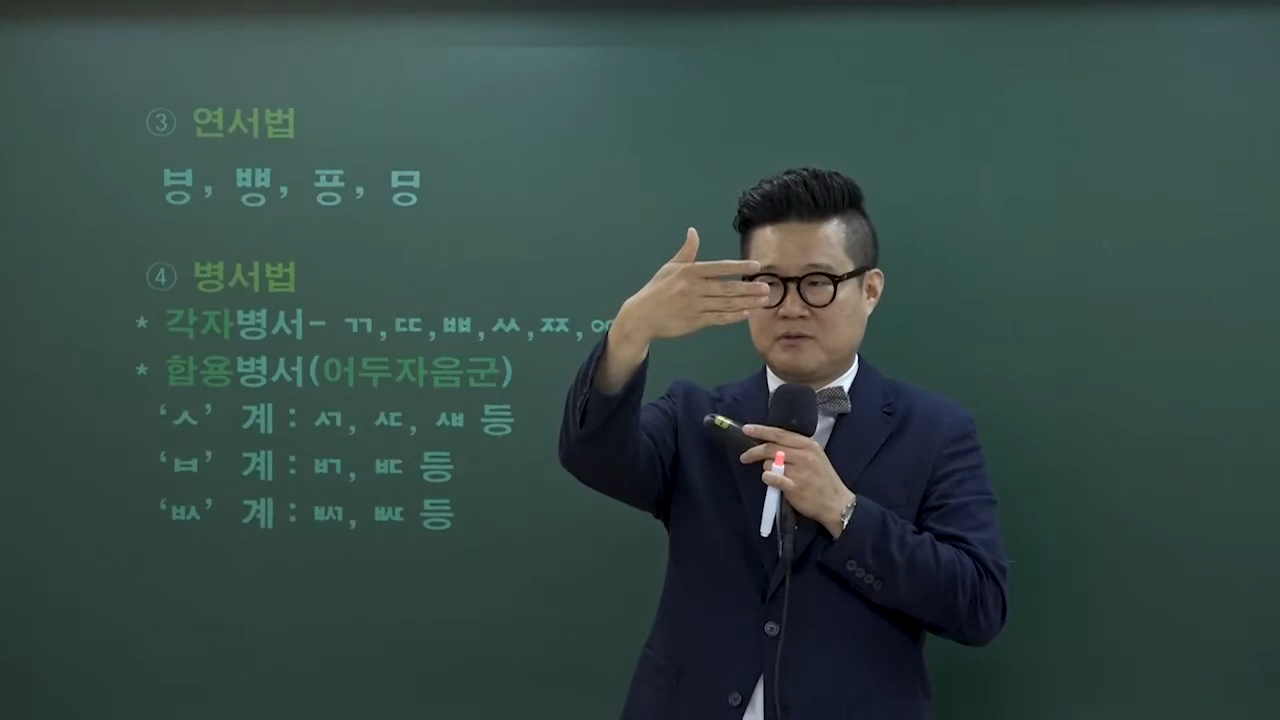 ③ 연서법
ㅸ, ㅹ, ㆄ, ㅱ
④ 병서법
* 각자병서- ㄲ,ㄸ,ㅃ,ㅆ,ㅉ,
* 합용병서(어두자음군)
‘ㅅ’ 계 : ㅺ, ㅼ, ㅽ 등
‘ㅂ’ 계 : ㅲ, ㅳ 등
‘ㅄ’ 계 : ㅴ, ㅵ 등